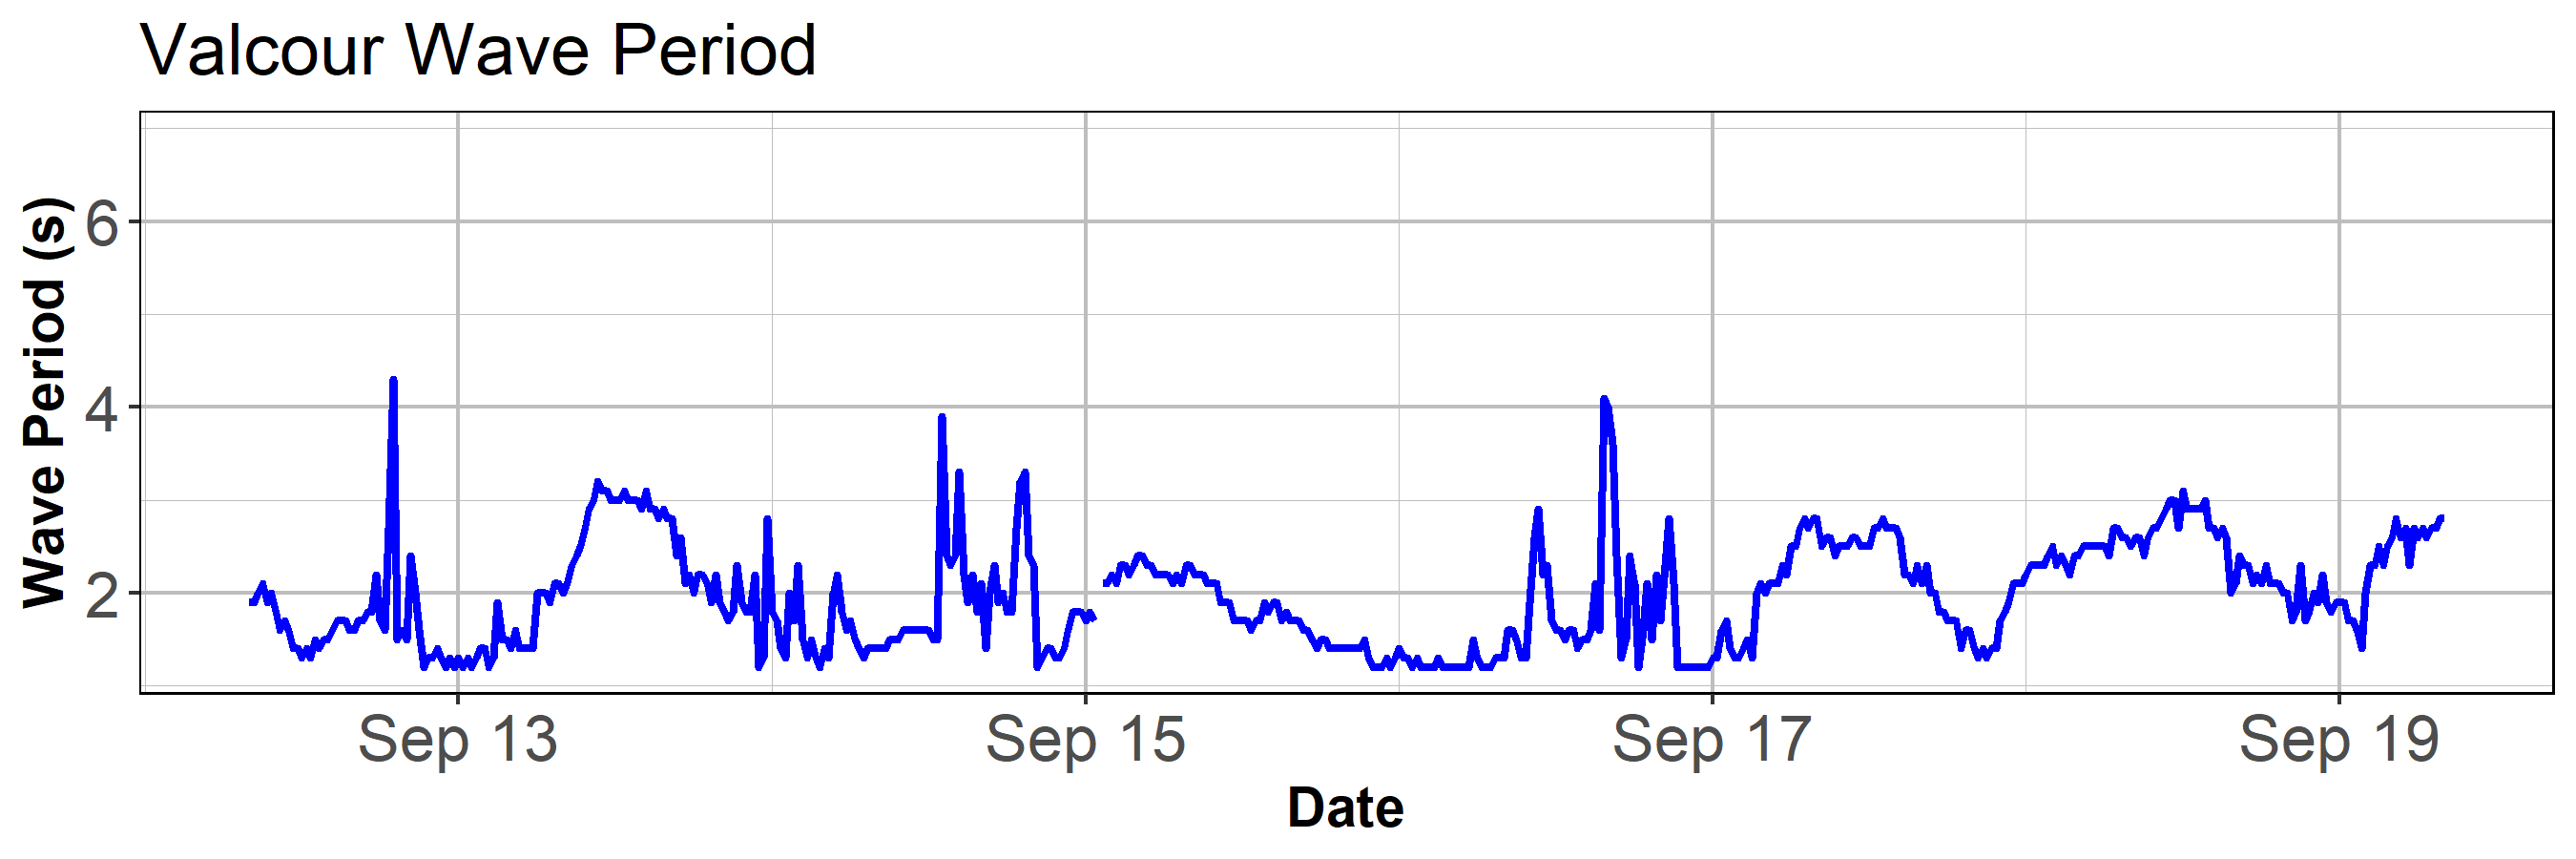 Valcour Wave Period
Wave Period (s)
6
4
2
Sep 13
Sep 15
Sep 17
Sep 19
Date